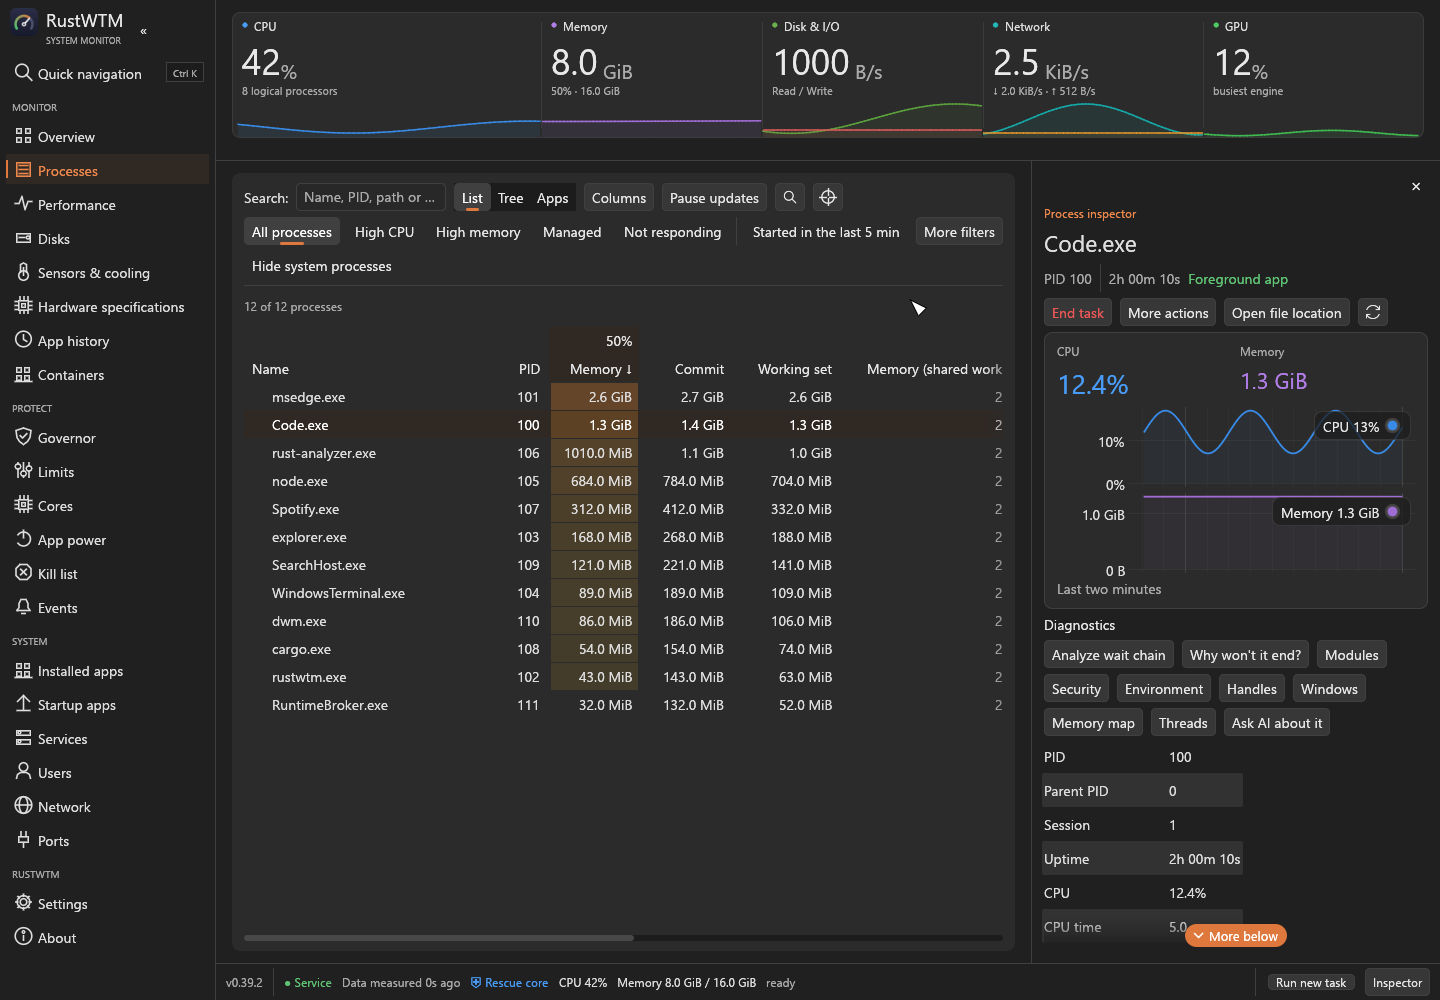 RustWTM
SYSTEM MONITOR
«
Quick navigation
Ctrl K
MONITOR
Overview
Processes
Performance
Disks
Sensors & cooling
Hardware specifications
App history
Containers
PROTECT
Governor
Limits
Cores
App power
Kill list
Events
SYSTEM
Installed apps
Startup apps
Services
Users
Network
Ports
RUSTWTM
Settings
About
CPU
42%
8 logical processors
Memory
8.0 GiB
50% · 16.0 GiB
Disk & I/O
1000 B/s
Read / Write
Network
2.5 KiB/s
↓ 2.0 KiB/s · ↑ 512 B/s
GPU
12%
busiest engine
Search: Name, PID, path or ... List Tree Apps Columns Pause updates
All processes High CPU High memory Managed Not responding Started in the last 5 min More filters
Hide system processes
12 of 12 processes
50%
Name PID Memory ↓ Commit Working set Memory (shared work
msedge.exe 101 2.6 GiB 2.7 GiB 2.6 GiB 2
Code.exe 100 1.3 GiB 1.4 GiB 1.3 GiB 2
rust-analyzer.exe 106 1010.0 MiB 1.1 GiB 1.0 GiB 2
node.exe 105 684.0 MiB 784.0 MiB 704.0 MiB 2
Spotify.exe 107 312.0 MiB 412.0 MiB 332.0 MiB 2
explorer.exe 103 168.0 MiB 268.0 MiB 188.0 MiB 2
SearchHost.exe 109 121.0 MiB 221.0 MiB 141.0 MiB 2
WindowsTerminal.exe 104 89.0 MiB 189.0 MiB 109.0 MiB 2
dwm.exe 110 86.0 MiB 186.0 MiB 106.0 MiB 2
cargo.exe 108 54.0 MiB 154.0 MiB 74.0 MiB 2
rustwtm.exe 102 43.0 MiB 143.0 MiB 63.0 MiB 2
RuntimeBroker.exe 111 32.0 MiB 132.0 MiB 52.0 MiB 2
×
Process inspector
Code.exe
PID 100 2h 00m 10s Foreground app
End task More actions Open file location
CPU Memory
12.4% 1.3 GiB
CPU 13%
10%
0%
1.0 GiB
Memory 1.3 GiB
0 B
Last two minutes
Diagnostics
Analyze wait chain Why won't it end? Modules
Security Environment Handles Windows
Memory map Threads Ask AI about it
PID 100
Parent PID 0
Session 1
Uptime 2h 00m 10s
CPU 12.4%
CPU time 5.0
More below
v0.39.2 Service Data measured 0s ago Rescue core CPU 42% Memory 8.0 GiB / 16.0 GiB ready Run new task Inspector